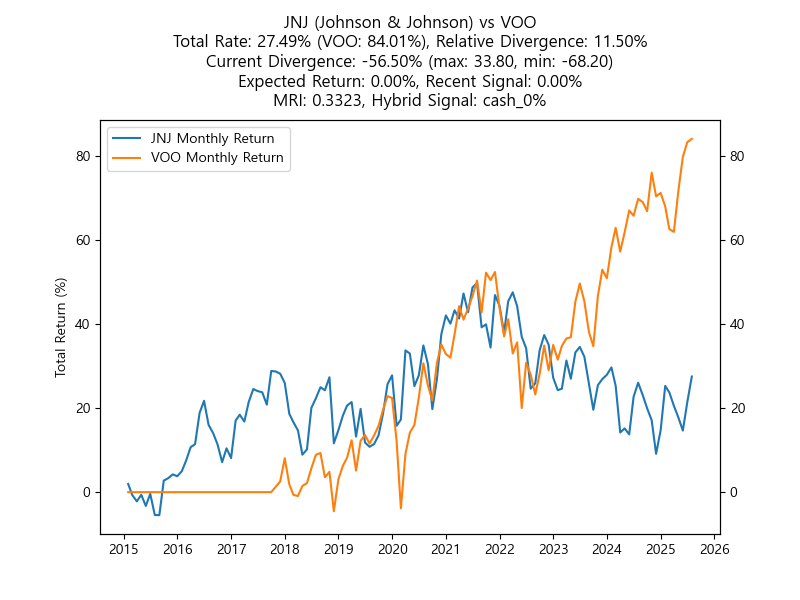 JNJ (Johnson & Johnson) vs VOO
Total Rate: 27.49% (VOO: 84.01%), Relative Divergence: 11.50%
Current Divergence: -56.50% (max: 33.80, min: -68.20)
Expected Return: 0.00%, Recent Signal: 0.00%
MRI: 0.3323, Hybrid Signal: cash_0%
JNJ Monthly Return
VOO Monthly Return
Total Return (%)
80
60
40
20
0
80
60
40
20
0
2015 2016 2017 2018 2019 2020 2021 2022 2023 2024 2025 2026